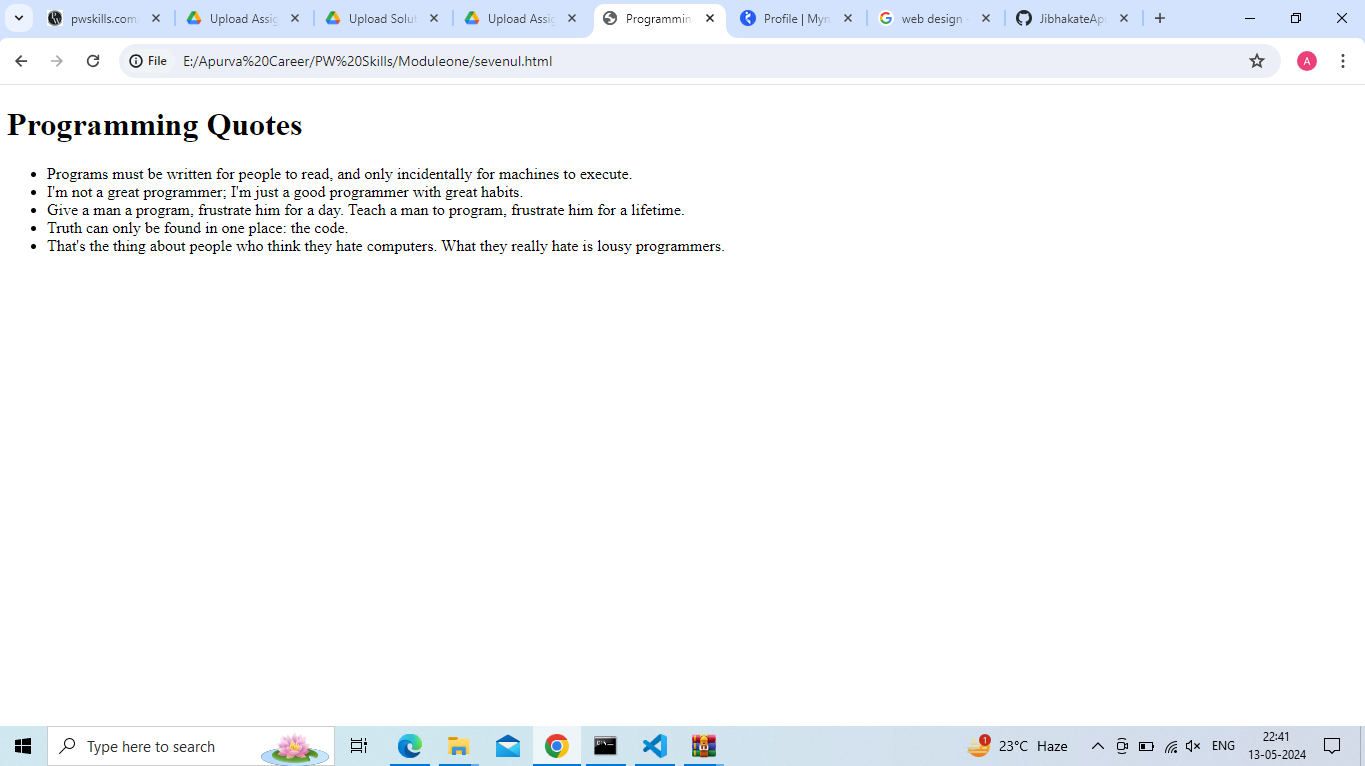 pwskills.com
Upload Assig
Upload Solut
Upload Assig
Programmin
Profile | Myn
web design -
JibhakateApu
File
E:/Apurva%20Career/PW%20Skills/Moduleone/sevenul.html
A
Programming Quotes
• Programs must be written for people to read, and only incidentally for machines to execute.
• I'm not a great programmer; I'm just a good programmer with great habits.
• Give a man a program, frustrate him for a day. Teach a man to program, frustrate him for a lifetime.
• Truth can only be found in one place: the code.
• That's the thing about people who think they hate computers. What they really hate is lousy programmers.
Type here to search
1
23°C Haze
ENG
22:41
13-05-2024